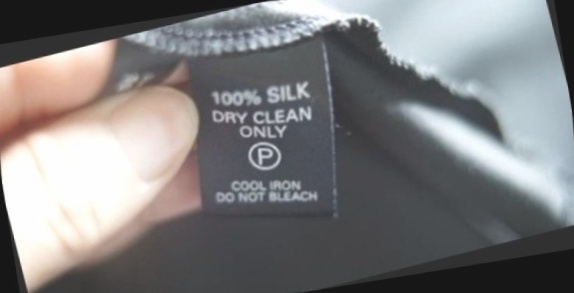 100% SILK
DRY CLEAN
ONLY
P
COOL IRON
DO NOT BLEACH